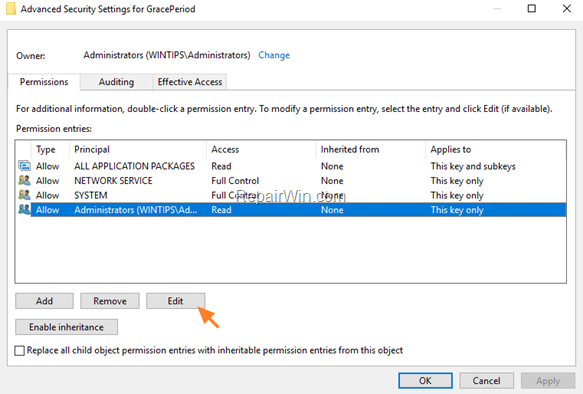 Advanced Security Settings for GracePeriod
Owner: Administrators (WINTIPS\Administrators) Change
Permissions Auditing Effective Access
For additional information, double-click a permission entry. To modify a permission entry, select the entry and click Edit (if available).
Permission entries:
Type Principal Access Inherited from Applies to
Allow ALL APPLICATION PACKAGES Read None This key and subkeys
Allow NETWORK SERVICE Full Control None This key only
Allow SYSTEM Full Control None This key only
RepairWin.com
Allow Administrators (WINTIPS\Ad... Read None This key only
Add Remove Edit
Enable inheritance
Replace all child object permission entries with inheritable permission entries from this object
OK Cancel Apply